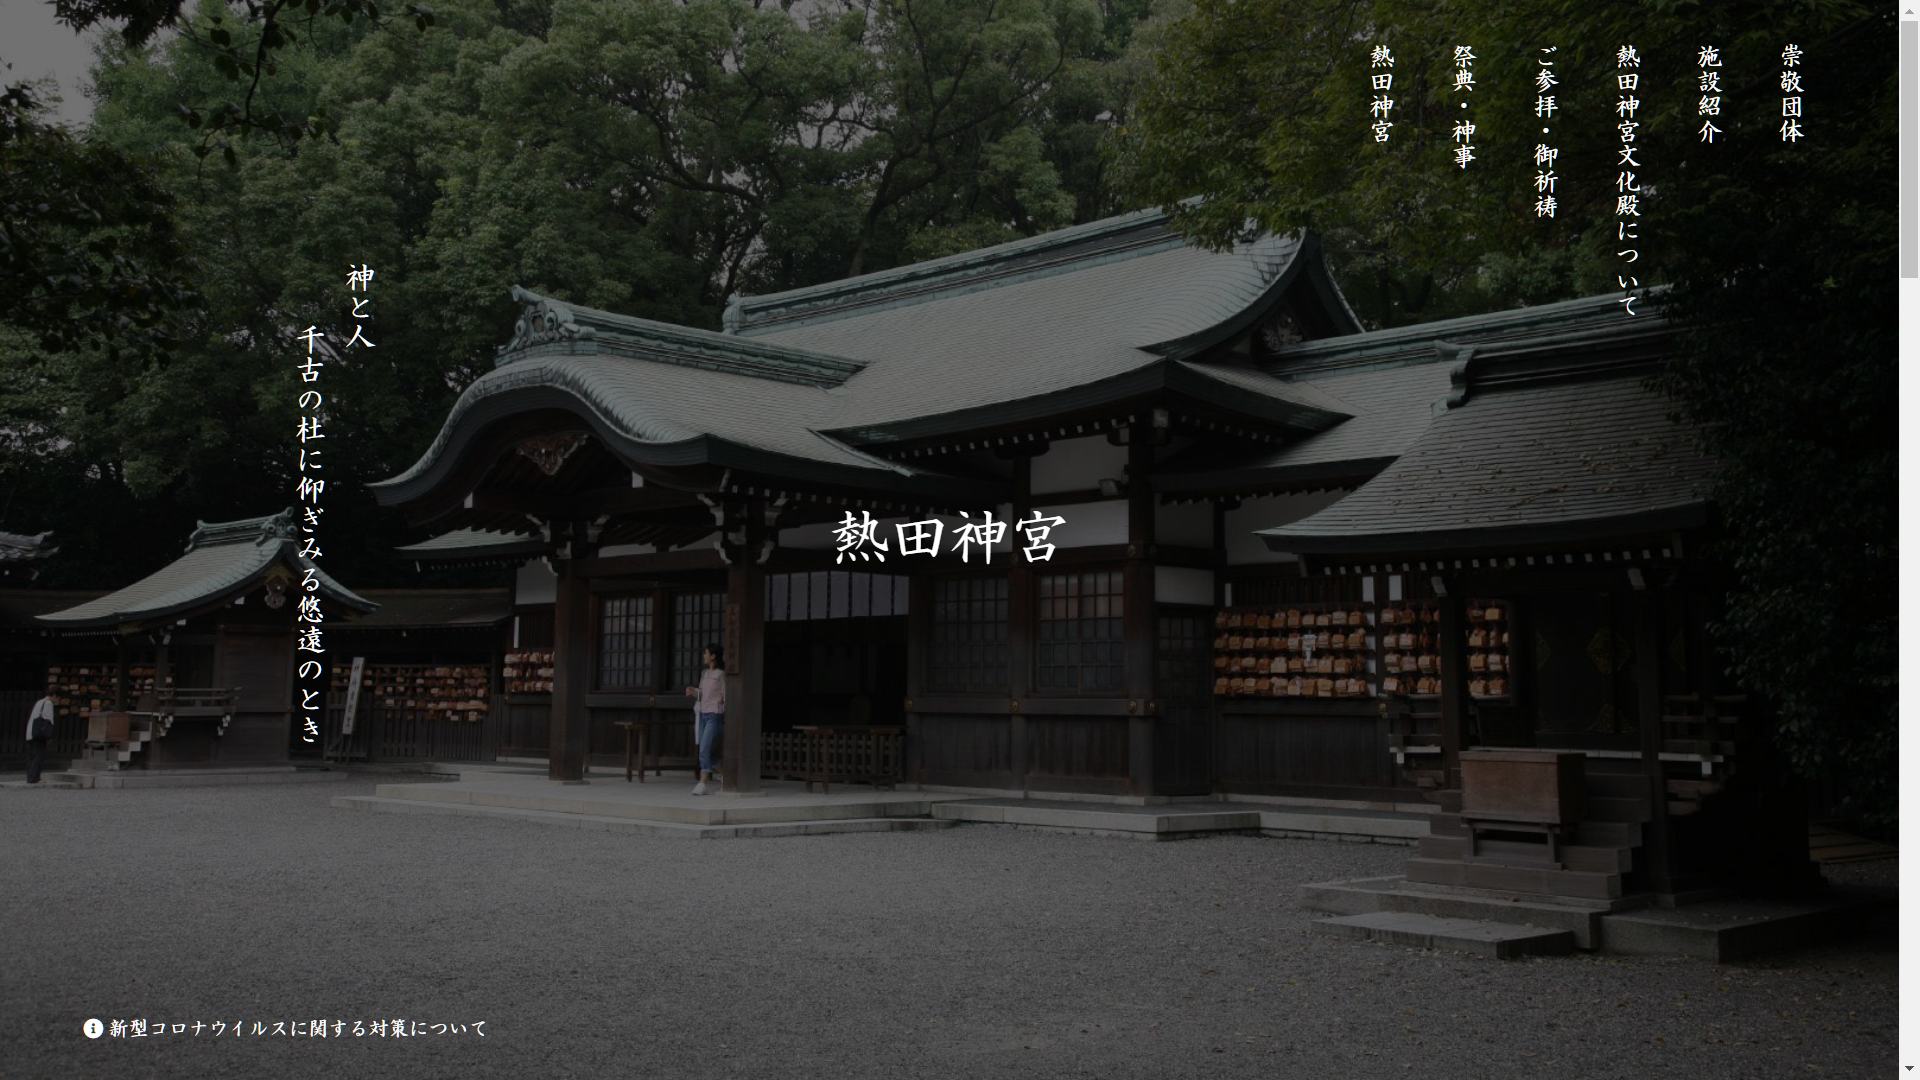 崇敬団体
施設紹介
熱田神宮文化殿について
ご参拝・御祈祷
祭典・神事
熱田神宮
神と人
千古の杜に仰ぎみる悠遠のとき
熱田神宮
新型コロナウイルスに関する対策について